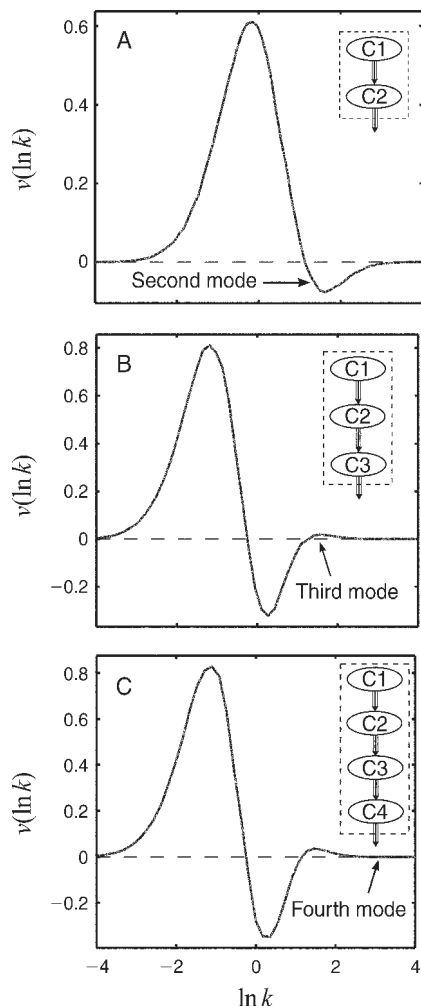 A
C1
C2
v(ln k)
0.6
0.4
0.2
0
Second mode
B
C1
C2
C3
v(ln k)
0.8
0.6
0.4
0.2
0
−0.2
Third mode
C
C1
C2
C3
C4
v(ln k)
0.8
0.6
0.4
0.2
0
−0.2
Fourth mode
−4 −2 0 2 4
ln k